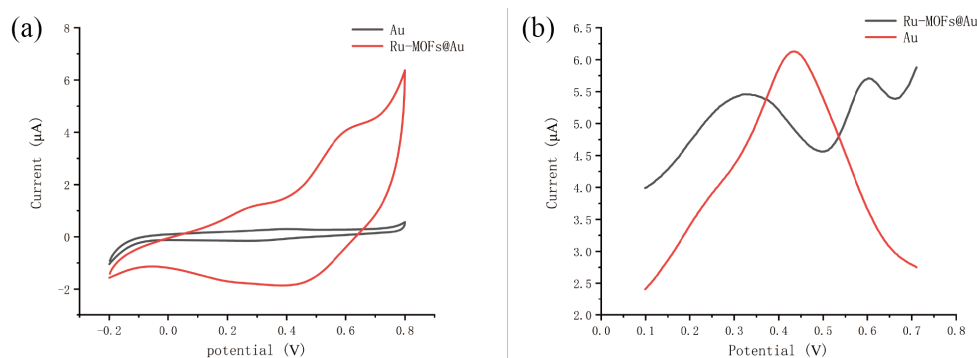 (a)
Au
Ru-MOFs@Au
8
6
4
2
0
-2
Current (μA)
-0.2 0.0 0.2 0.4 0.6 0.8
potential (V)
(b)
Ru-MOFs@Au
Au
6.5
6.0
5.5
5.0
4.5
4.0
3.5
3.0
2.5
2.0
Current (μA)
0.0 0.1 0.2 0.3 0.4 0.5 0.6 0.7 0.8
Potential (V)